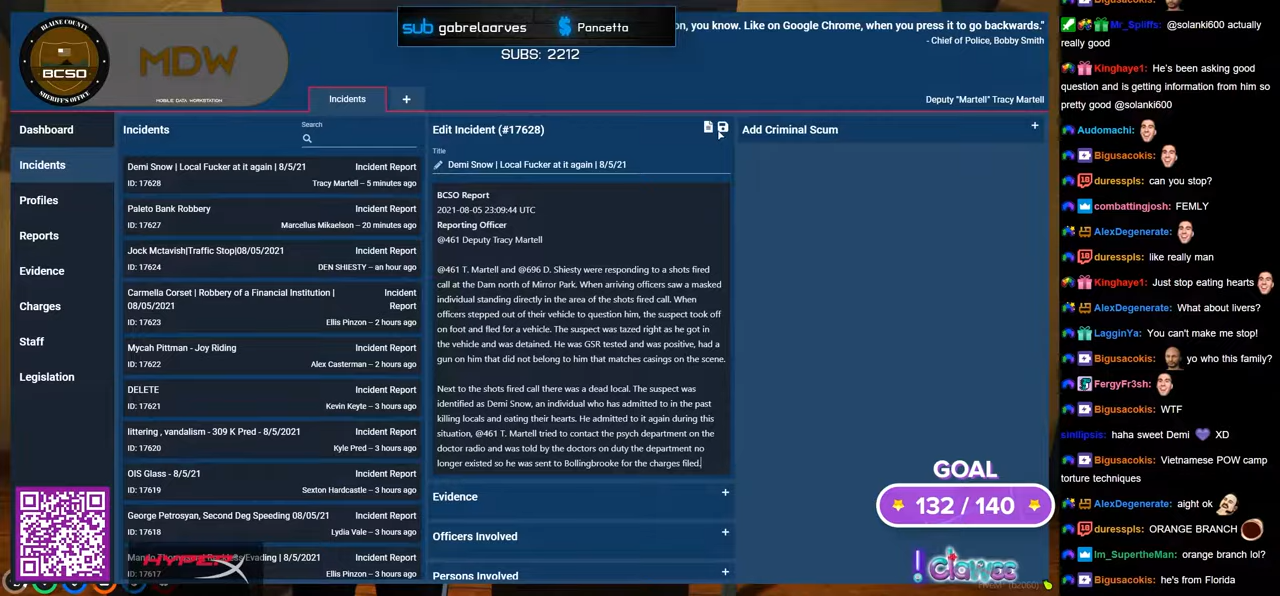 sub gabrelaarves $ Pancetta
SUBS: 2212
on, you know. Like on Google Chrome, when you press it to go backwards."
- Chief of Police, Bobby Smith
BLAINE COUNTY
BCSO
SHERIFF'S OFFICE
MDW
MOBILE DATA WORKSTATION
Incidents
+
Deputy "Martell" Tracy Martell
Dashboard
Incidents
Profiles
Reports
Evidence
Charges
Staff
Legislation
Incidents
Search
Demi Snow | Local Fucker at it again | 8/5/21 Incident Report
ID: 17628 Tracy Martell – 5 minutes ago
Paleto Bank Robbery Incident Report
ID: 17627 Marcellus Mikaelson – 20 minutes ago
Jock Mctavish|Traffic Stop|08/05/2021 Incident Report
ID: 17624 DEN SHIESTY – an hour ago
Carmella Corset | Robbery of a Financial Institution | Incident
08/05/2021 Report
ID: 17623 Ellis Pinzon – 2 hours ago
Mycah Pittman - Joy Riding Incident Report
ID: 17622 Alex Casterman – 2 hours ago
DELETE Incident Report
ID: 17621 Kevin Keyte – 3 hours ago
littering , vandalism - 309 K Pred - 8/5/2021 Incident Report
ID: 17620 Kyle Pred – 3 hours ago
OIS Glass - 8/5/21 Incident Report
ID: 17619 Sexton Hardcastle – 3 hours ago
George Petrosyan, Second Deg Speeding 08/05/21 Incident Report
ID: 17618 Lydia Vale – 3 hours ago
Evading | 8/5/2021 Incident Report
ID: 17617 Ellis Pinzon – 3 hours ago
HYPERX
Edit Incident (#17628)
Title
Demi Snow | Local Fucker at it again | 8/5/21
BCSO Report
2021-08-05 23:09:44 UTC
Reporting Officer
@461 Deputy Tracy Martell
@461 T. Martell and @696 D. Shiesty were responding to a shots fired
call at the Dam north of Mirror Park. When arriving officers saw a masked
individual standing directly in the area of the shots fired call. When
officers stepped out of their vehicle to question him, the suspect took off
on foot and fled for a vehicle. The suspect was tazed right as he got in
the vehicle and was detained. He was GSR tested and was positive, had a
gun on him that did not belong to him that matches casings on the scene.
Next to the shots fired call there was a dead local. The suspect was
identified as Demi Snow, an individual who has admitted to in the past
killing locals and eating their hearts. He admitted to it again during this
situation, @461 T. Martell tried to contact the psych department on the
doctor radio and was told by the doctors on duty the department no
longer existed so he was sent to Bollingbrooke for the charges filed.
Evidence +
Officers Involved +
Persons Involved +
Add Criminal Scum +
GOAL
132 / 140
!clawee
Mr_Spliffs: @solanki600 actually
really good
Kinghaye1: He's been asking good
question and is getting information from him so
pretty good @solanki600
Audomachi:
Bigusacokis:
duresspls: can you stop?
combattingjosh: FEMLY
AlexDegenerate:
duresspls: like really man
Kinghaye1: Just stop eating hearts
AlexDegenerate: What about livers?
LagginYa: You can't make me stop!
Bigusacokis: yo who this family?
FergyFr3sh:
Bigusacokis: WTF
sinllipsis: haha sweet Demi 💜 XD
Bigusacokis: Vietnamese POW camp
torture techniques
AlexDegenerate: aight ok
duresspls: ORANGE BRANCH
Im_SupertheMan: orange branch lol?
Bigusacokis: he's from Florida